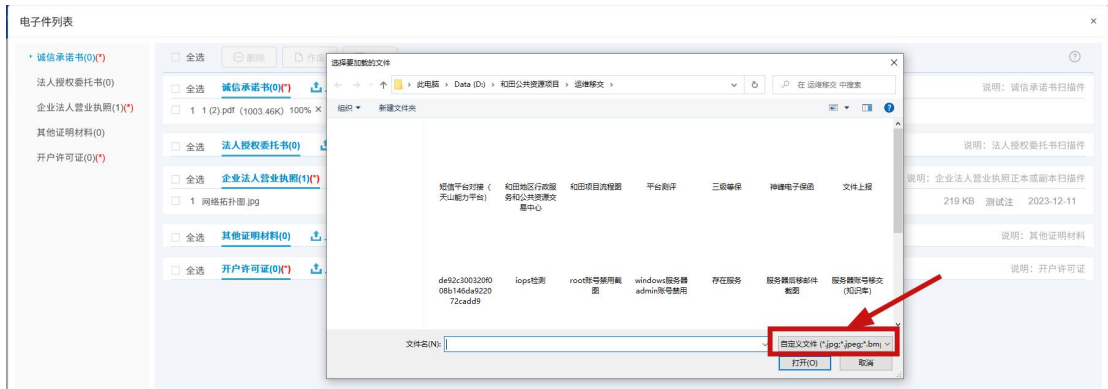 电子件列表
×
诚信承诺书(0)(*)
法人授权委托书(0)
企业法人营业执照(1)(*)
其他证明材料(0)
开户许可证(0)(*)
全选 删除
全选 诚信承诺书(0)(*) 说明：诚信承诺书扫描件
1 1 (2).pdf (1003.46K) 100% ×
全选 法人授权委托书(0) 说明：法人授权委托书扫描件
全选 企业法人营业执照(1)(*) 说明：企业法人营业执照正本或副本扫描件
1 网络拓扑图.jpg 219 KB 测试注 2023-12-11
全选 其他证明材料(0) 说明：其他证明材料
全选 开户许可证(0)(*) 说明：开户许可证
选择要加载的文件
×
此电脑 › Data (D:) › 和田公共资源项目 › 运维移交 ›
在 运维移交 中搜索
组织 新建文件夹
短信平台对接（天山能力平台）
和田地区行政服务和公共资源交易中心
和田项目流程图
平台测评
三级等保
神峰电子保函
文件上报
de92c300320f0
08b146da9220
72cadd9
iops检测
root账号禁用截图
windows服务器
admin账号禁用
存在服务
服务器后移邮件截图
服务器账号移交
(知识库)
文件名(N):
自定义文件 (*.jpg;*.jpeg;*.bm
打开(O) 取消